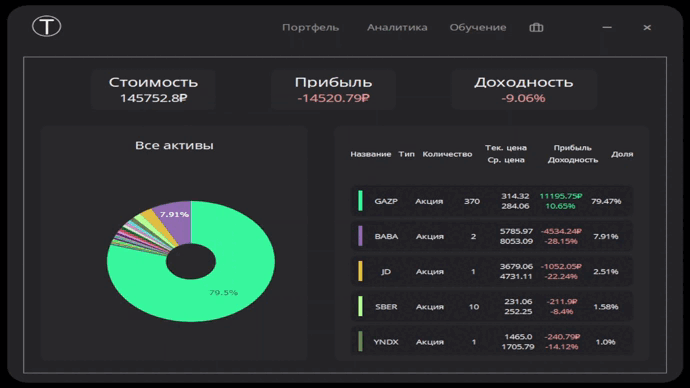 T
Портфель Аналитика Обучение
Стоимость
145752.8₽
Прибыль
-14520.79₽
Доходность
-9.06%
Все активы
7.91%
79.5%
Название Тип Количество Тек. цена Ср. цена Прибыль Доходность Доля
GAZP Акция 370 314.32 284.06 11195.75₽ 10.65% 79.47%
BABA Акция 2 5785.97 8053.09 -4534.24₽ -28.15% 7.91%
JD Акция 1 3679.06 4731.11 -1052.05₽ -22.24% 2.51%
SBER Акция 10 231.06 252.25 -211.9₽ -8.4% 1.58%
YNDX Акция 1 1465.0 1705.79 -240.79₽ -14.12% 1.0%